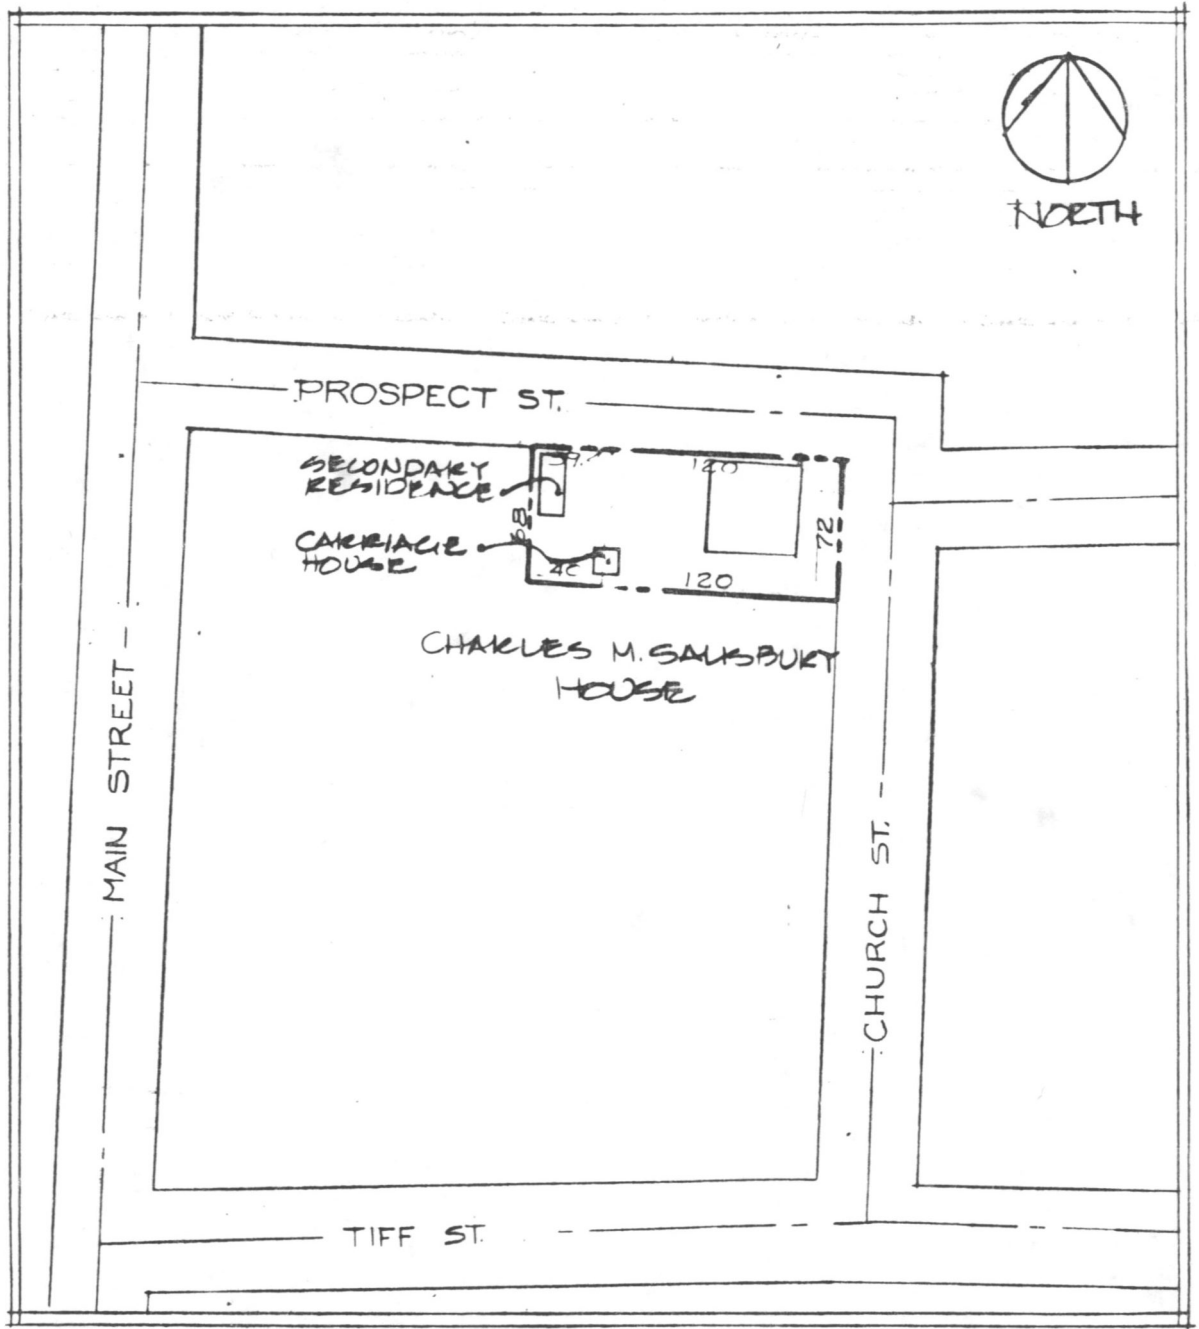 NORTH
PROSPECT ST.
SECONDARY
RESIDENCE
120
68
72
CARRIAGE
HOUSE
120
CHARLES M. SALISBURY
HOUSE
MAIN STREET
CHURCH ST.
TIFF ST.